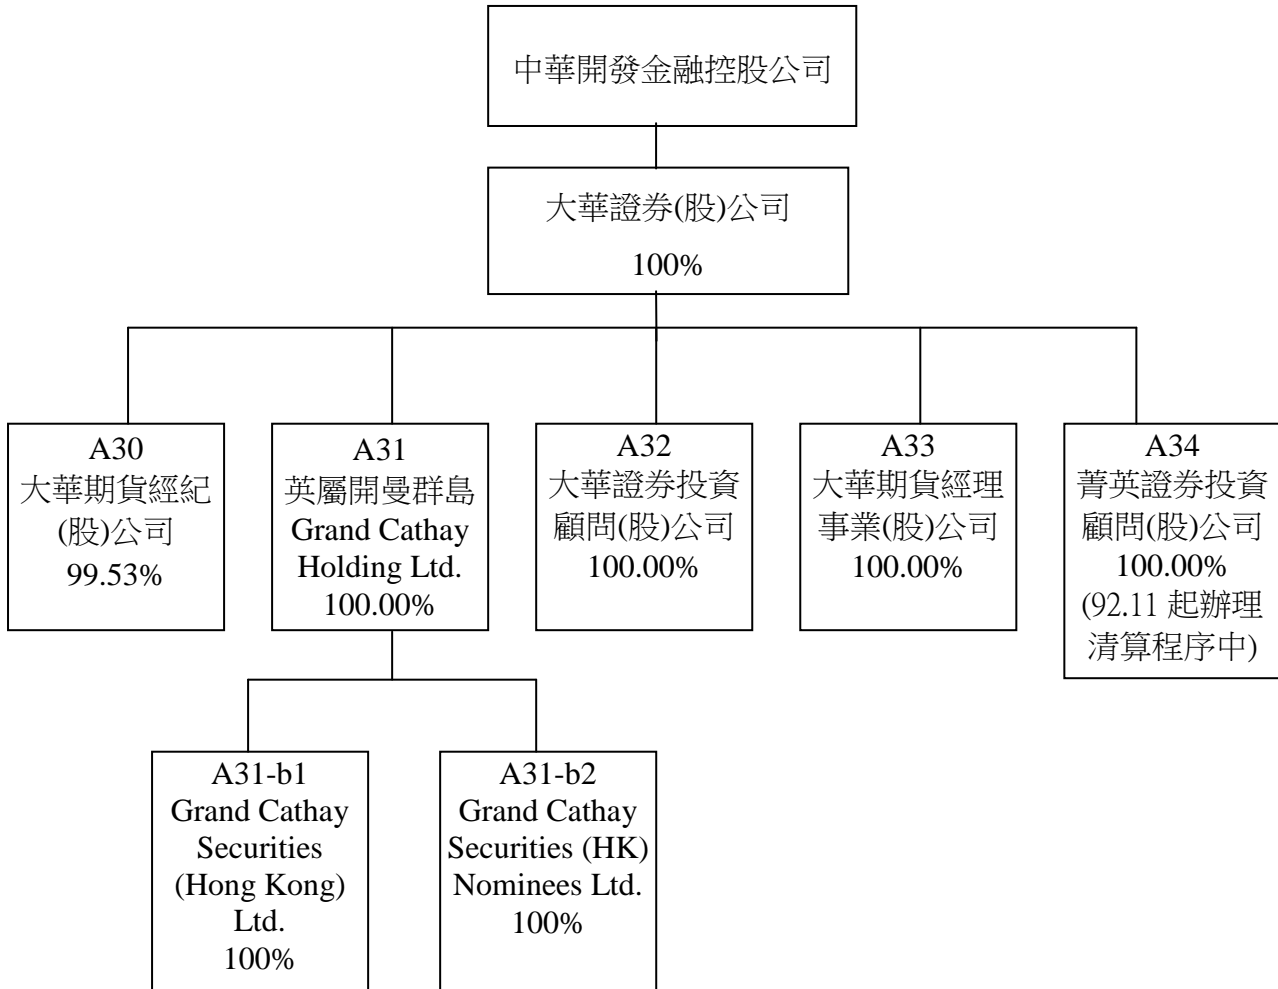 中華開發金融控股公司
大華證券(股)公司
100%
A30
大華期貨經紀
(股)公司
99.53%
A31
英屬開曼群島
Grand Cathay
Holding Ltd.
100.00%
A32
大華證券投資
顧問(股)公司
100.00%
A33
大華期貨經理
事業(股)公司
100.00%
A34
菁英證券投資
顧問(股)公司
100.00%
(92.11 起辦理
清算程序中)
A31-b1
Grand Cathay
Securities
(Hong Kong)
Ltd.
100%
A31-b2
Grand Cathay
Securities (HK)
Nominees Ltd.
100%